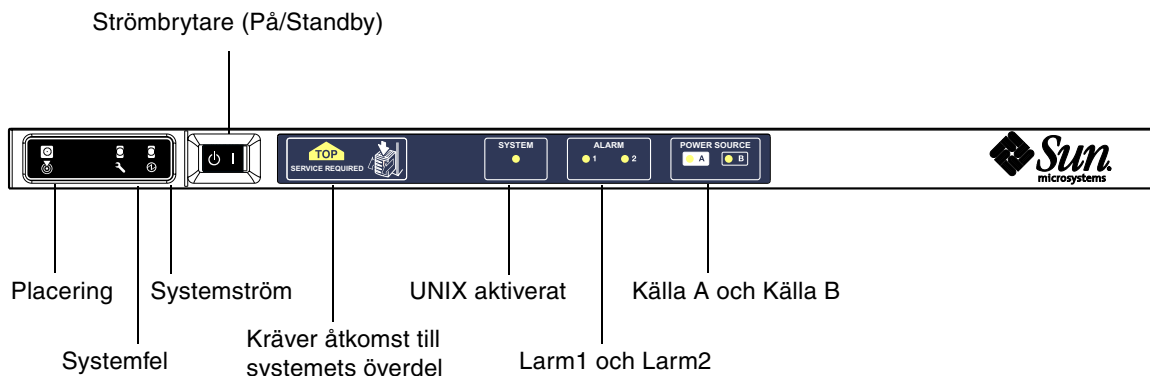 Strömbrytare (På/Standby)
TOP
SERVICE REQUIRED
SYSTEM
ALARM
1 2
POWER SOURCE
A B
Sun
microsystems
Placering
Systemström
UNIX aktiverat
Källa A och Källa B
Systemfel
Kräver åtkomst till
systemets överdel
Larm1 och Larm2